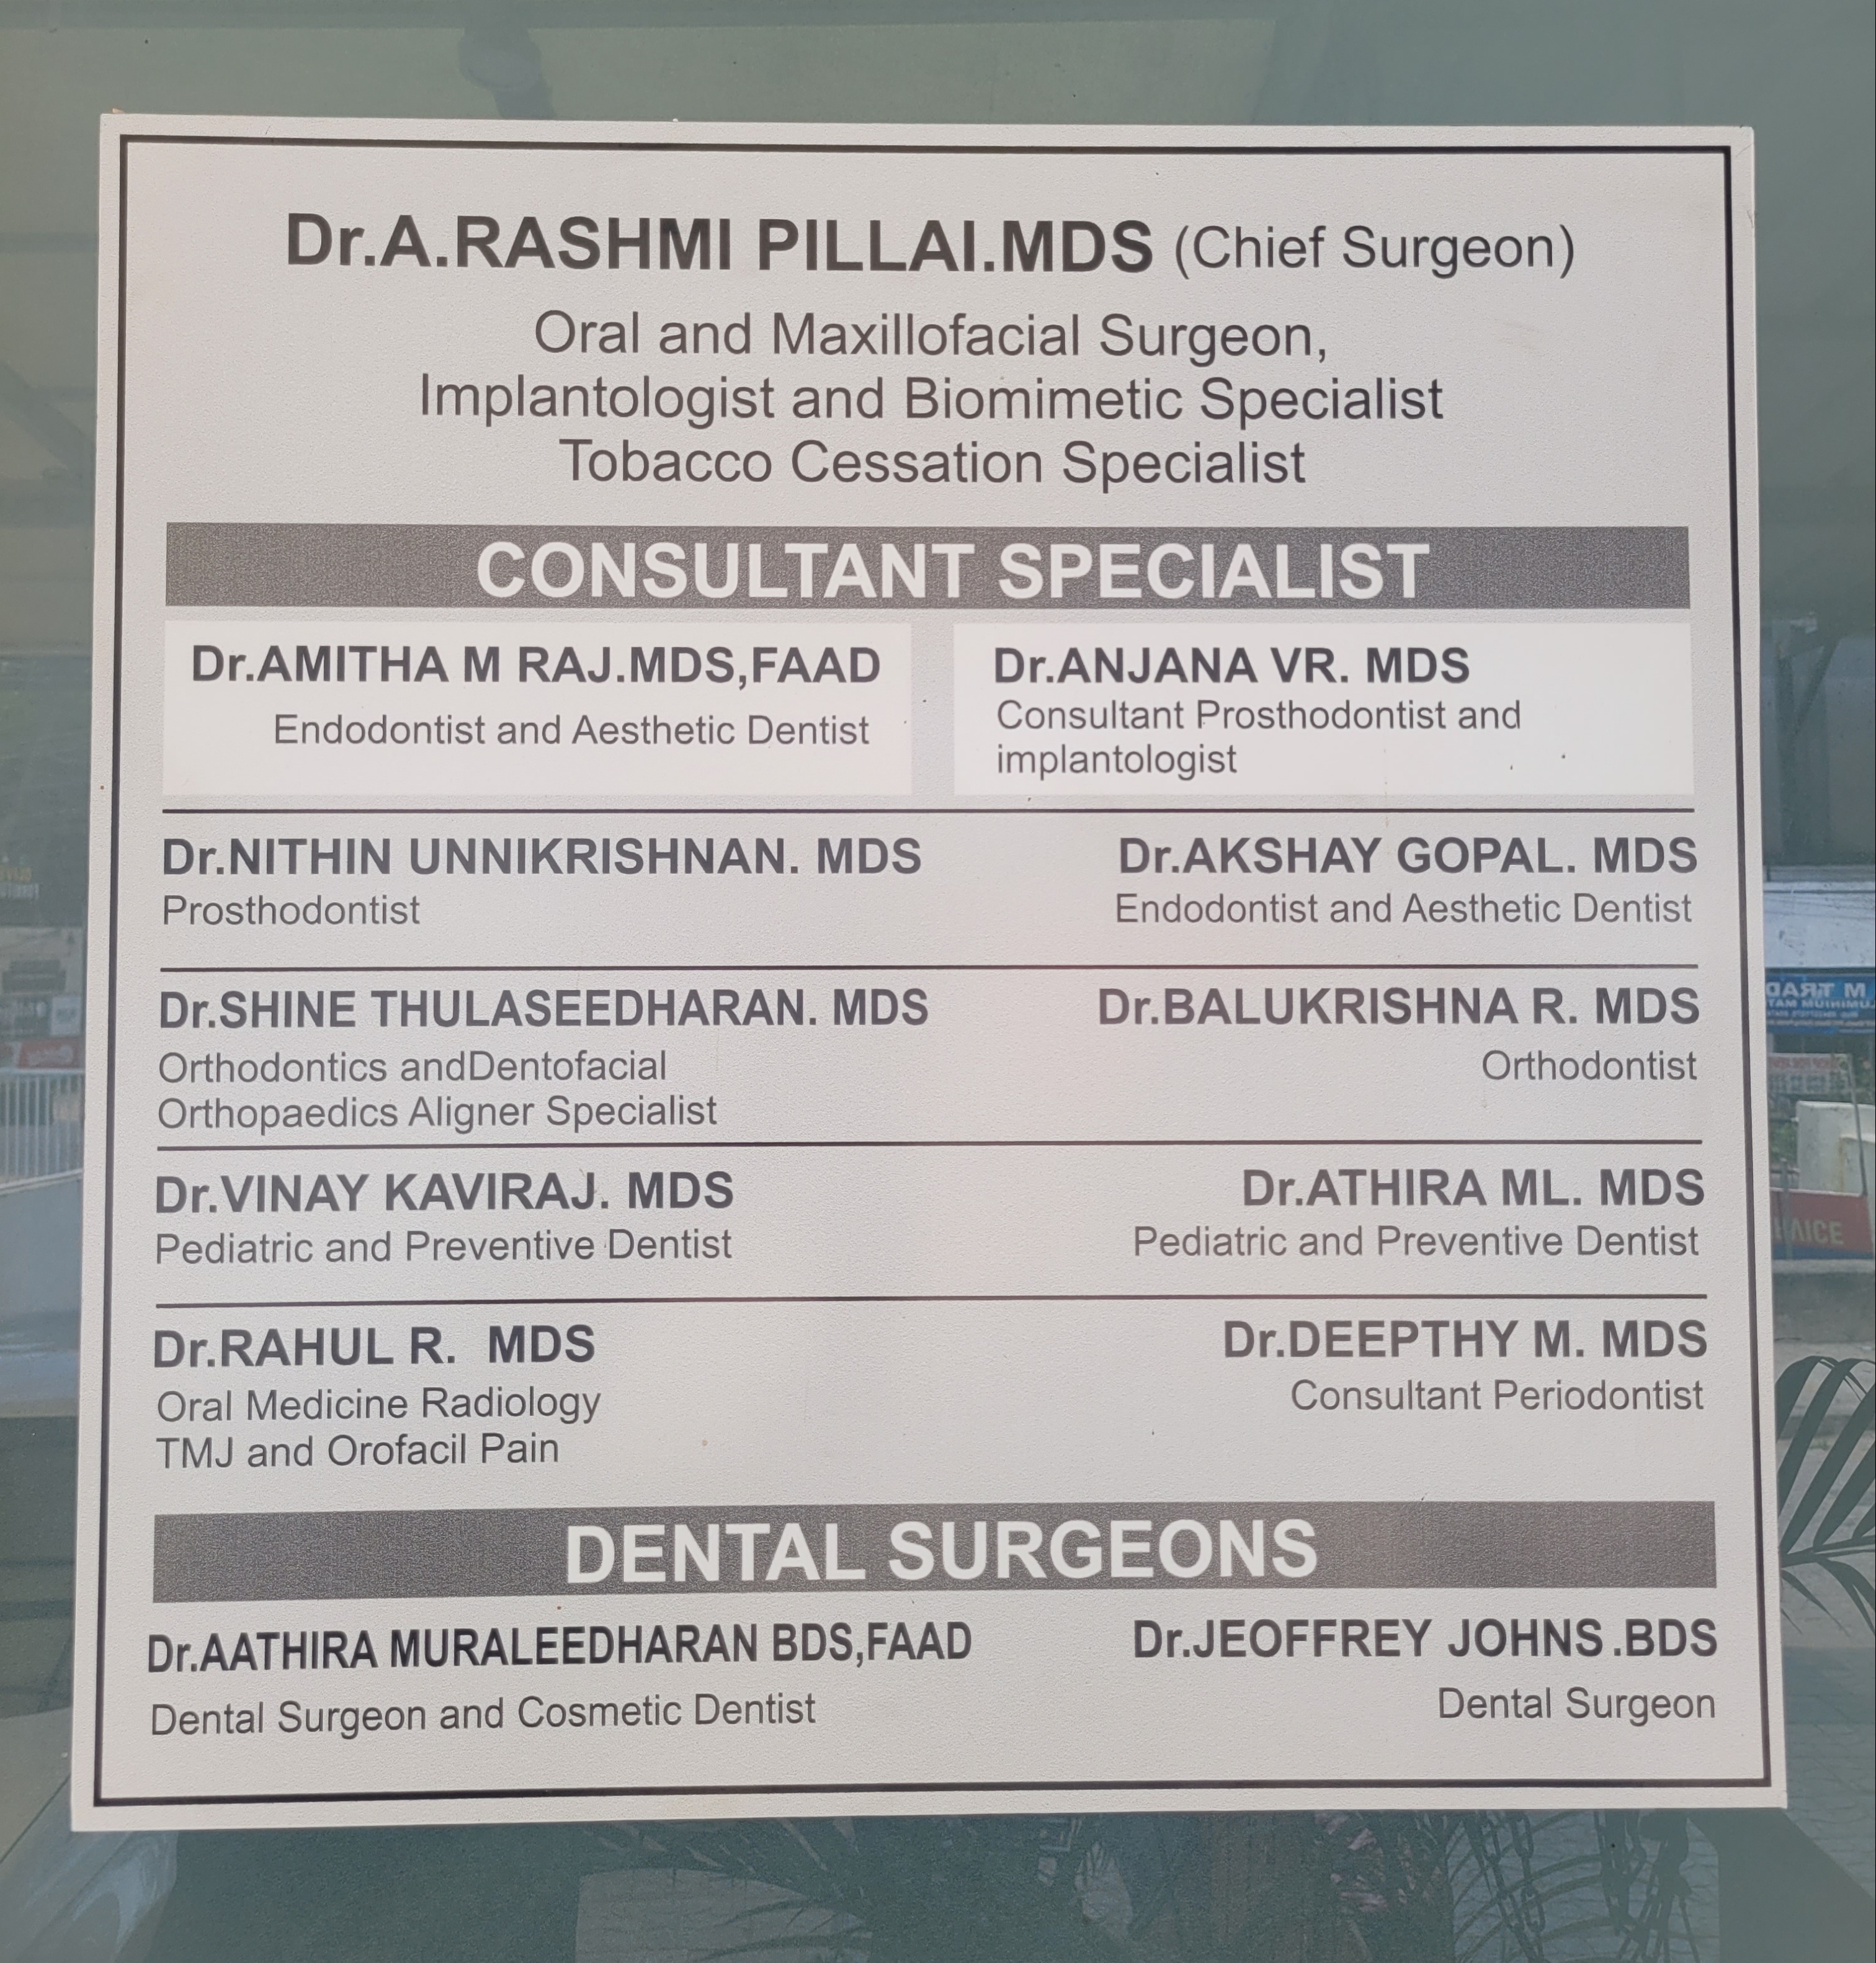 Dr.A.RASHMI PILLAI.MDS (Chief Surgeon)
Oral and Maxillofacial Surgeon,
Implantologist and Biomimetic Specialist
Tobacco Cessation Specialist
CONSULTANT SPECIALIST
Dr.AMITHA M RAJ.MDS,FAAD
Endodontist and Aesthetic Dentist
Dr.ANJANA VR. MDS
Consultant Prosthodontist and
implantologist
Dr.NITHIN UNNIKRISHNAN. MDS
Prosthodontist
Dr.AKSHAY GOPAL. MDS
Endodontist and Aesthetic Dentist
Dr.SHINE THULASEEDHARAN. MDS
Orthodontics andDentofacial
Orthopaedics Aligner Specialist
Dr.BALUKRISHNA R. MDS
Orthodontist
Dr.VINAY KAVIRAJ. MDS
Pediatric and Preventive Dentist
Dr.ATHIRA ML. MDS
Pediatric and Preventive Dentist
Dr.RAHUL R.  MDS
Oral Medicine Radiology
TMJ and Orofacil Pain
Dr.DEEPTHY M. MDS
Consultant Periodontist
DENTAL SURGEONS
Dr.AATHIRA MURALEEDHARAN BDS,FAAD
Dental Surgeon and Cosmetic Dentist
Dr.JEOFFREY JOHNS .BDS
Dental Surgeon